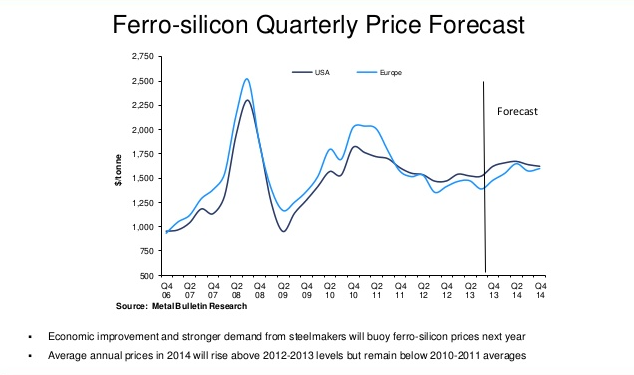 Ferro-silicon Quarterly Price Forecast
2,750
2,500
2,250
2,000
1,750
1,500
1,250
1,000
750
500
$/tonne
USA
Europe
Forecast
Q4 Q2 Q4 Q2 Q4 Q2 Q4 Q2 Q4 Q2 Q4 Q2 Q4 Q2 Q4 Q2 Q4
06 07 07 08 08 09 09 10 10 11 11 12 12 13 13 14 14
Source: Metal Bulletin Research
▪ Economic improvement and stronger demand from steelmakers will buoy ferro-silicon prices next year
▪ Average annual prices in 2014 will rise above 2012-2013 levels but remain below 2010-2011 averages